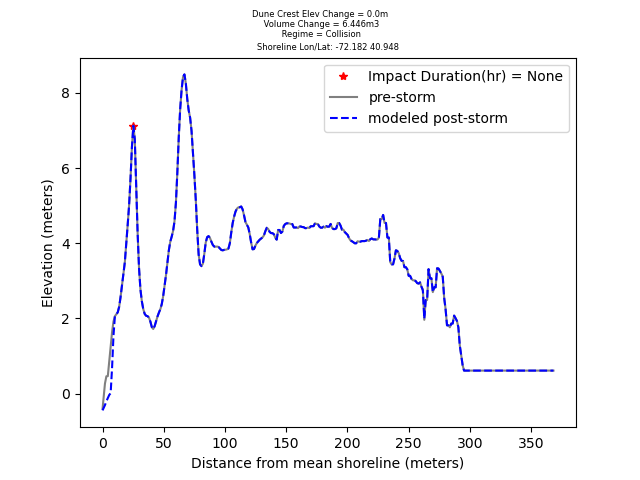 Dune Crest Elev Change = 0.0m
Volume Change = 6.446m3
Regime = Collision
Shoreline Lon/Lat: -72.182 40.948
Impact Duration(hr) = None
pre-storm
modeled post-storm
8
6
4
2
0
Elevation (meters)
0 50 100 150 200 250 300 350
Distance from mean shoreline (meters)